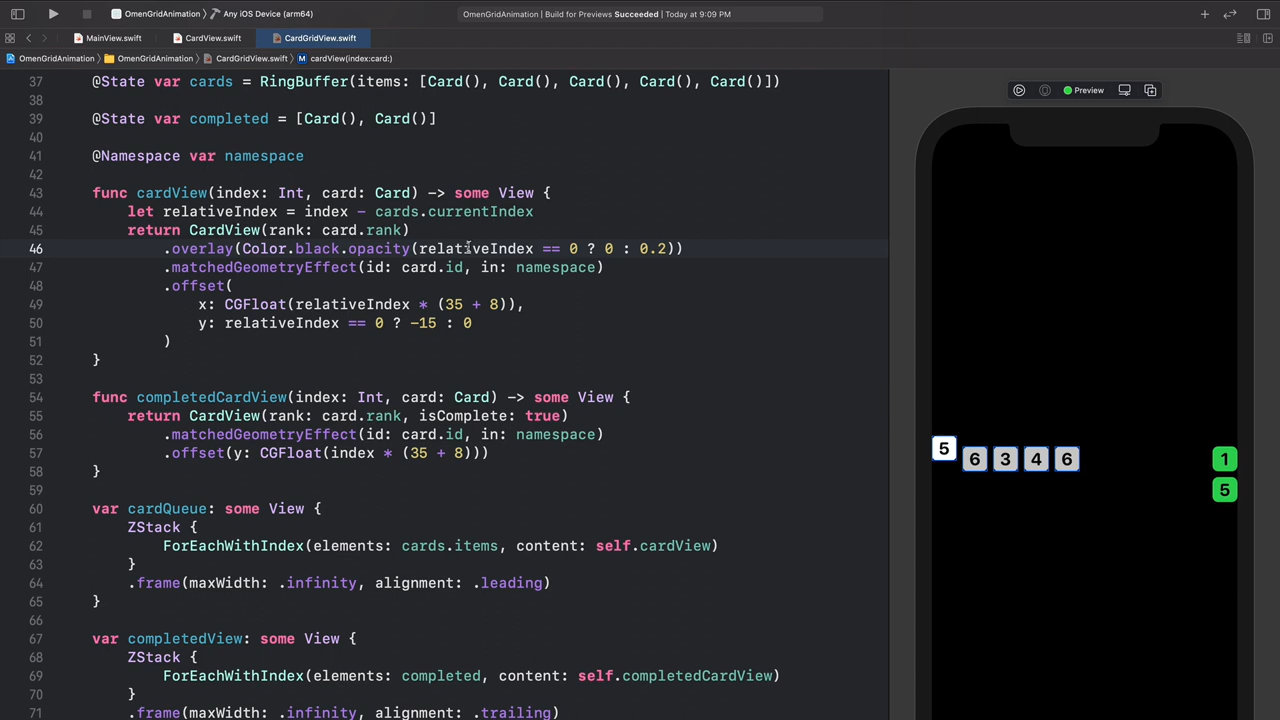 OmenGridAnimation › Any iOS Device (arm64)
OmenGridAnimation | Build for Previews Succeeded | Today at 9:09 PM
MainView.swift
CardView.swift
CardGridView.swift
OmenGridAnimation › OmenGridAnimation › CardGridView.swift › M cardView(index:card:)
37 @State var cards = RingBuffer(items: [Card(), Card(), Card(), Card(), Card()])
38
39 @State var completed = [Card(), Card()]
40
41 @Namespace var namespace
42
43 func cardView(index: Int, card: Card) -> some View {
44 let relativeIndex = index - cards.currentIndex
45 return CardView(rank: card.rank)
46 .overlay(Color.black.opacity(relativeIndex == 0 ? 0 : 0.2))
47 .matchedGeometryEffect(id: card.id, in: namespace)
48 .offset(
49 x: CGFloat(relativeIndex * (35 + 8)),
50 y: relativeIndex == 0 ? -15 : 0
51 )
52 }
53
54 func completedCardView(index: Int, card: Card) -> some View {
55 return CardView(rank: card.rank, isComplete: true)
56 .matchedGeometryEffect(id: card.id, in: namespace)
57 .offset(y: CGFloat(index * (35 + 8)))
58 }
59
60 var cardQueue: some View {
61 ZStack {
62 ForEachWithIndex(elements: cards.items, content: self.cardView)
63 }
64 .frame(maxWidth: .infinity, alignment: .leading)
65 }
66
67 var completedView: some View {
68 ZStack {
69 ForEachWithIndex(elements: completed, content: self.completedCardView)
70 }
71 .frame(maxWidth: .infinity, alignment: .trailing)
Preview
5 6 3 4 6 1
5